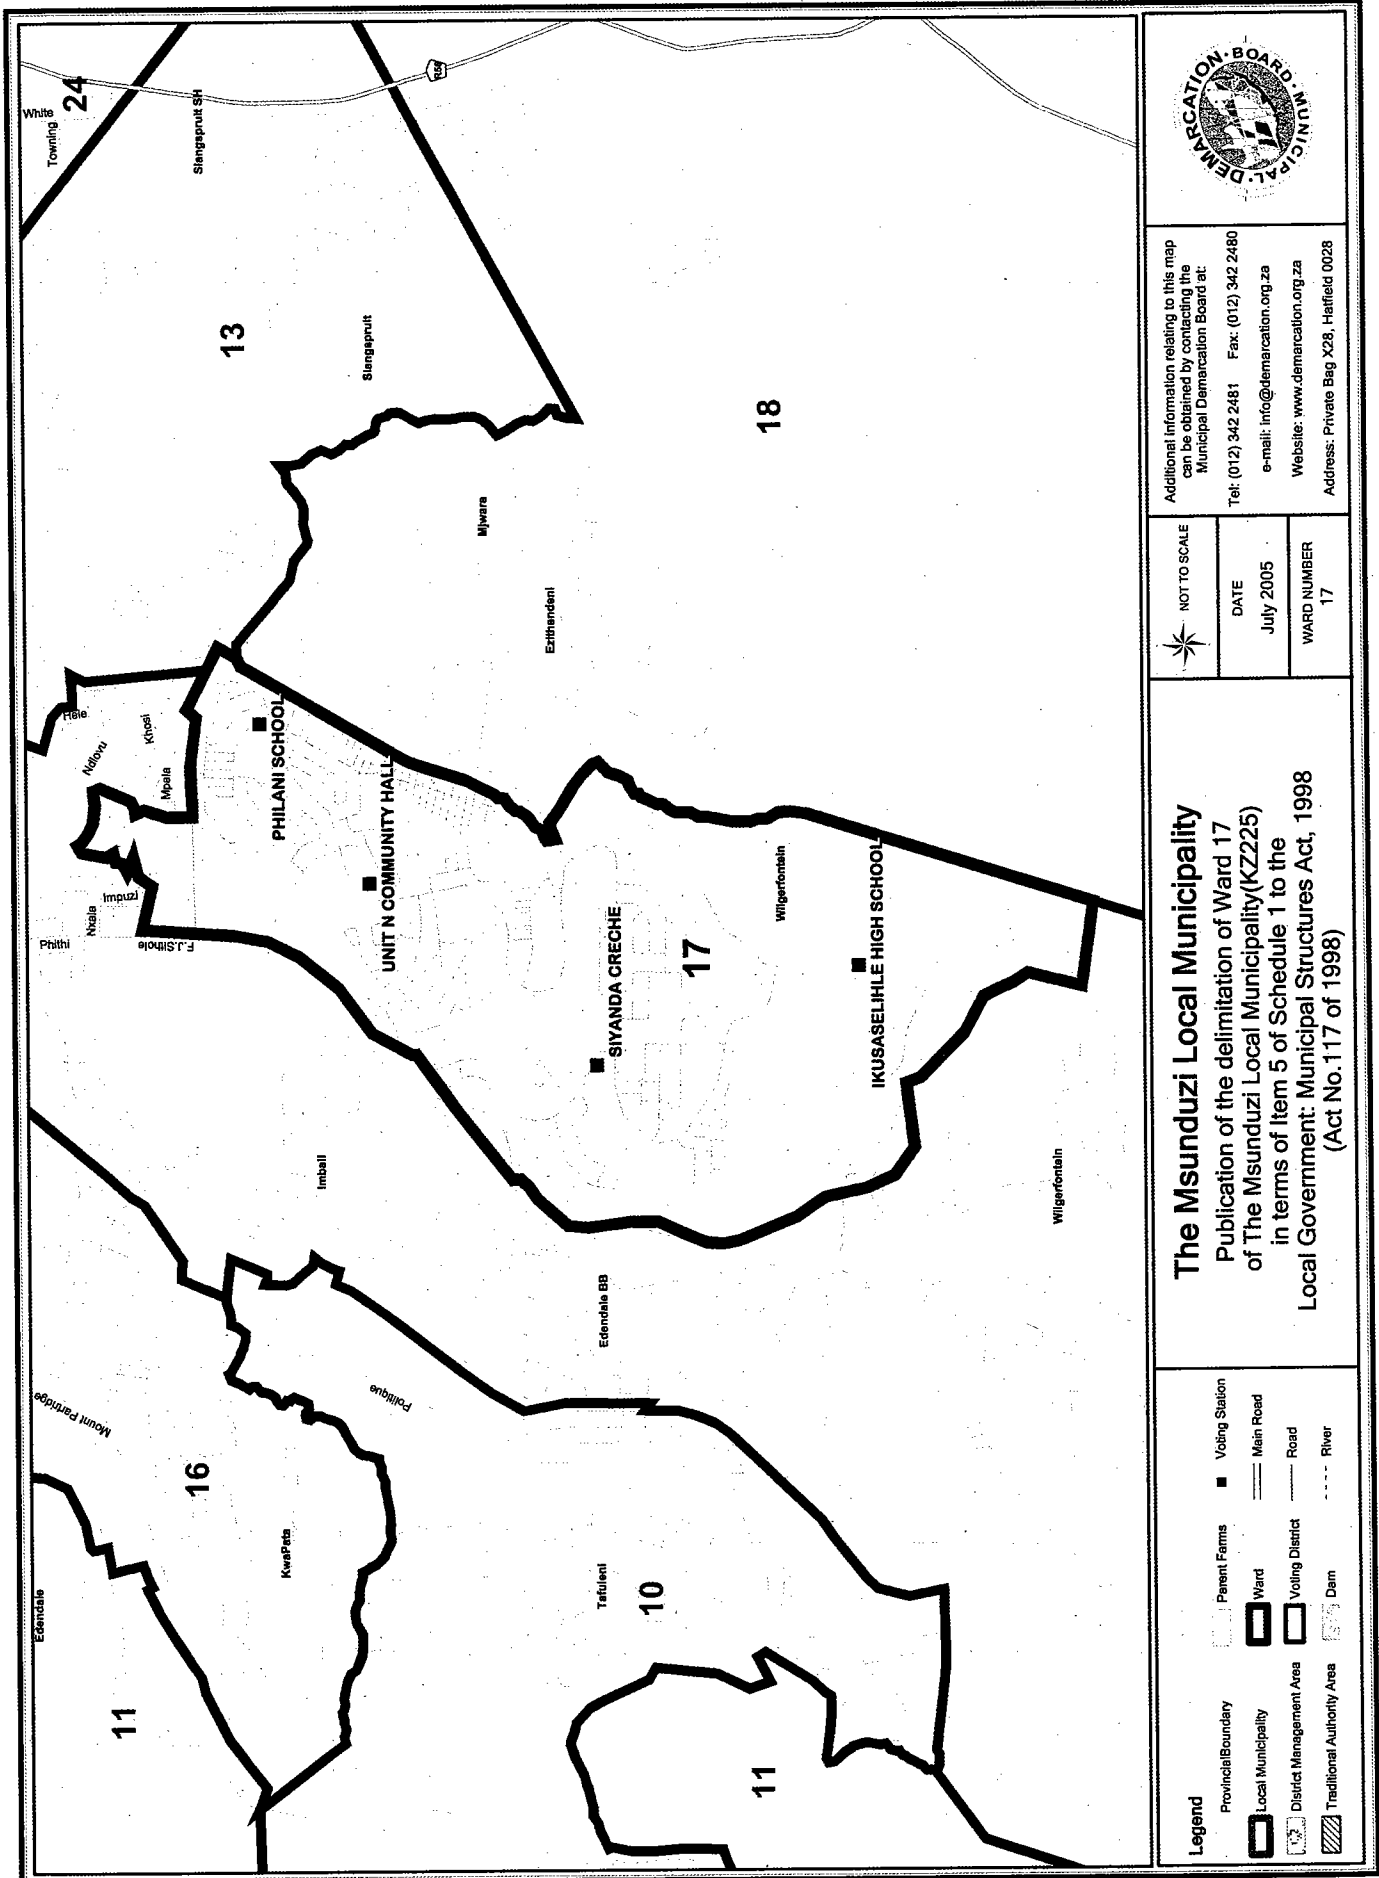 Edendale
11
Mount Partridge
16
KwaPata
Politique
Imbali
Phithi
Nkala
Impuzi
F.J.Sithole
Ndlovu
Mpala
Khosi
Hele
White
Towning
24
Slangspruit SH
R56
13
Slangspruit
PHILANI SCHOOL
UNIT N COMMUNITY HALL
Mjwara
Ezithandeni
18
SIYANDA CRECHE
17
Wilgerfontein
IKUSASELIHLE HIGH SCHOOL
Edendale BB
Tafuleni
10
11
Wilgerfontein
Legend
ProvincialBoundary
Local Municipality
District Management Area
Traditional Authority Area
Parent Farms
Ward
Voting District
Dam
Voting Station
Main Road
Road
River
The Msunduzi Local Municipality
Publication of the delimitation of Ward 17
of The Msunduzi Local Municipality(KZ225)
in terms of Item 5 of Schedule 1 to the
Local Government: Municipal Structures Act, 1998
(Act No.117 of 1998)
NOT TO SCALE
DATE
July 2005
WARD NUMBER
17
Additional information relating to this map
can be obtained by contacting the
Municipal Demarcation Board at:
Tel: (012) 342 2481 Fax: (012) 342 2480
e-mail: info@demarcation.org.za
Website: www.demarcation.org.za
Address: Private Bag X28, Hatfield 0028
MUNICIPAL · DEMARCATION · BOARD ·